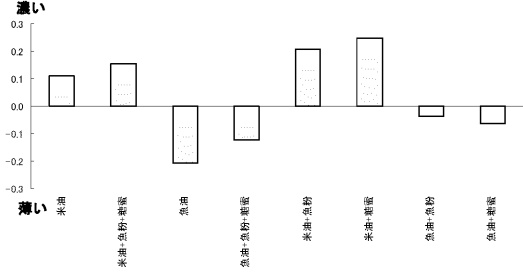 濃い
0.3
0.2
0.1
0.0
-0.1
-0.2
-0.3
薄い
米油
米油+魚粉+糖蜜
魚油
魚油+魚粉+糖蜜
米油+魚粉
米油+糖蜜
魚油+魚粉
魚油+糖蜜